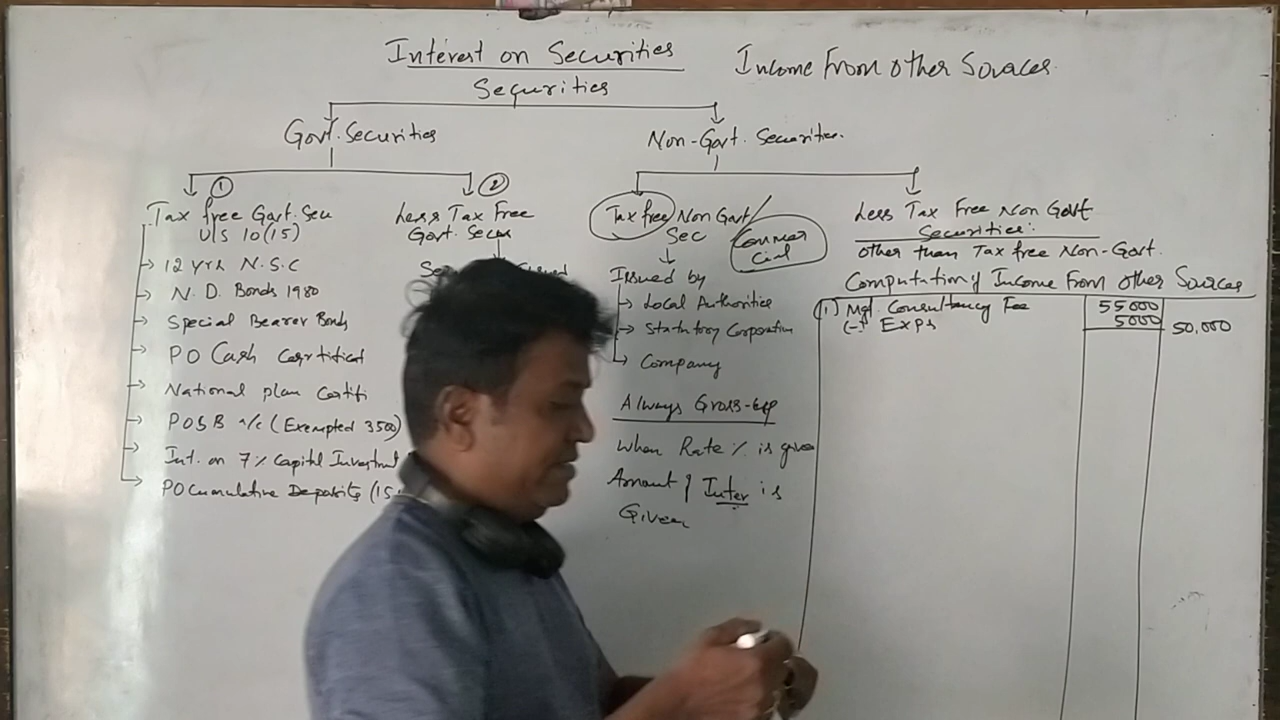 Interest on Securities
Income From Other Sources
Securities
Govt. Securities
Non-Govt. Securities.
1
Tax free Govt. Sec
U/S 10(15)
12 yrs N.S.C
N. D. Bonds 1980
Special Bearer Bonds
PO Cash
National plan
POSB a/c (Exempted 3500)
Int. on 7% Capital
PO Cumulative Deposits (15
2
Less Tax Free
Govt. Secu
Tax free Non Govt
Sec
Commer
cial
Issued by
Local Authorities
Statutory Corporation
Company
Always Gross-up
When Rate % is given
Amount of Inter is
Given
Less Tax Free Non Govt
Securities:
other than Tax free Non-Govt.
Computation of Income From other Sources
(1) Mgt. Consultancy Fee 55000
(-) Exps 5000 50,000